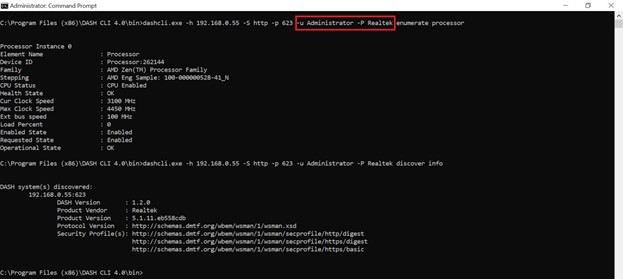 Administrator: Command Prompt
C:\Program Files (x86)\DASH CLI 4.0\bin>dashcli.exe -h 192.168.0.55 -S http -p 623 -u Administrator -P Realtek enumerate processor
Processor Instance 0
Element Name : Processor
Device ID : Processor:262144
Family : AMD Zen(TM) Processor Family
Stepping : AMD Eng Sample: 100-000000528-41_N
CPU Status : CPU Enabled
Health State : OK
Cur Clock Speed : 3100 MHz
Max Clock Speed : 4450 MHz
Ext bus speed : 100 MHz
Load Percent : 0
Enabled State : Enabled
Requested State : Enabled
Operational State : OK
C:\Program Files (x86)\DASH CLI 4.0\bin>dashcli.exe -h 192.168.0.55 -S http -p 623 -u Administrator -P Realtek discover info
DASH system(s) discovered:
192.168.0.55:623
DASH Version : 1.2.0
Product Vendor : Realtek
Product Version : 5.1.11.eb558cdb
Protocol Version : http://schemas.dmtf.org/wbem/wsman/1/wsman.xsd
Security Profile(s): http://schemas.dmtf.org/wbem/wsman/1/wsman/secprofile/http/digest
http://schemas.dmtf.org/wbem/wsman/1/wsman/secprofile/https/digest
http://schemas.dmtf.org/wbem/wsman/1/wsman/secprofile/https/basic
C:\Program Files (x86)\DASH CLI 4.0\bin>